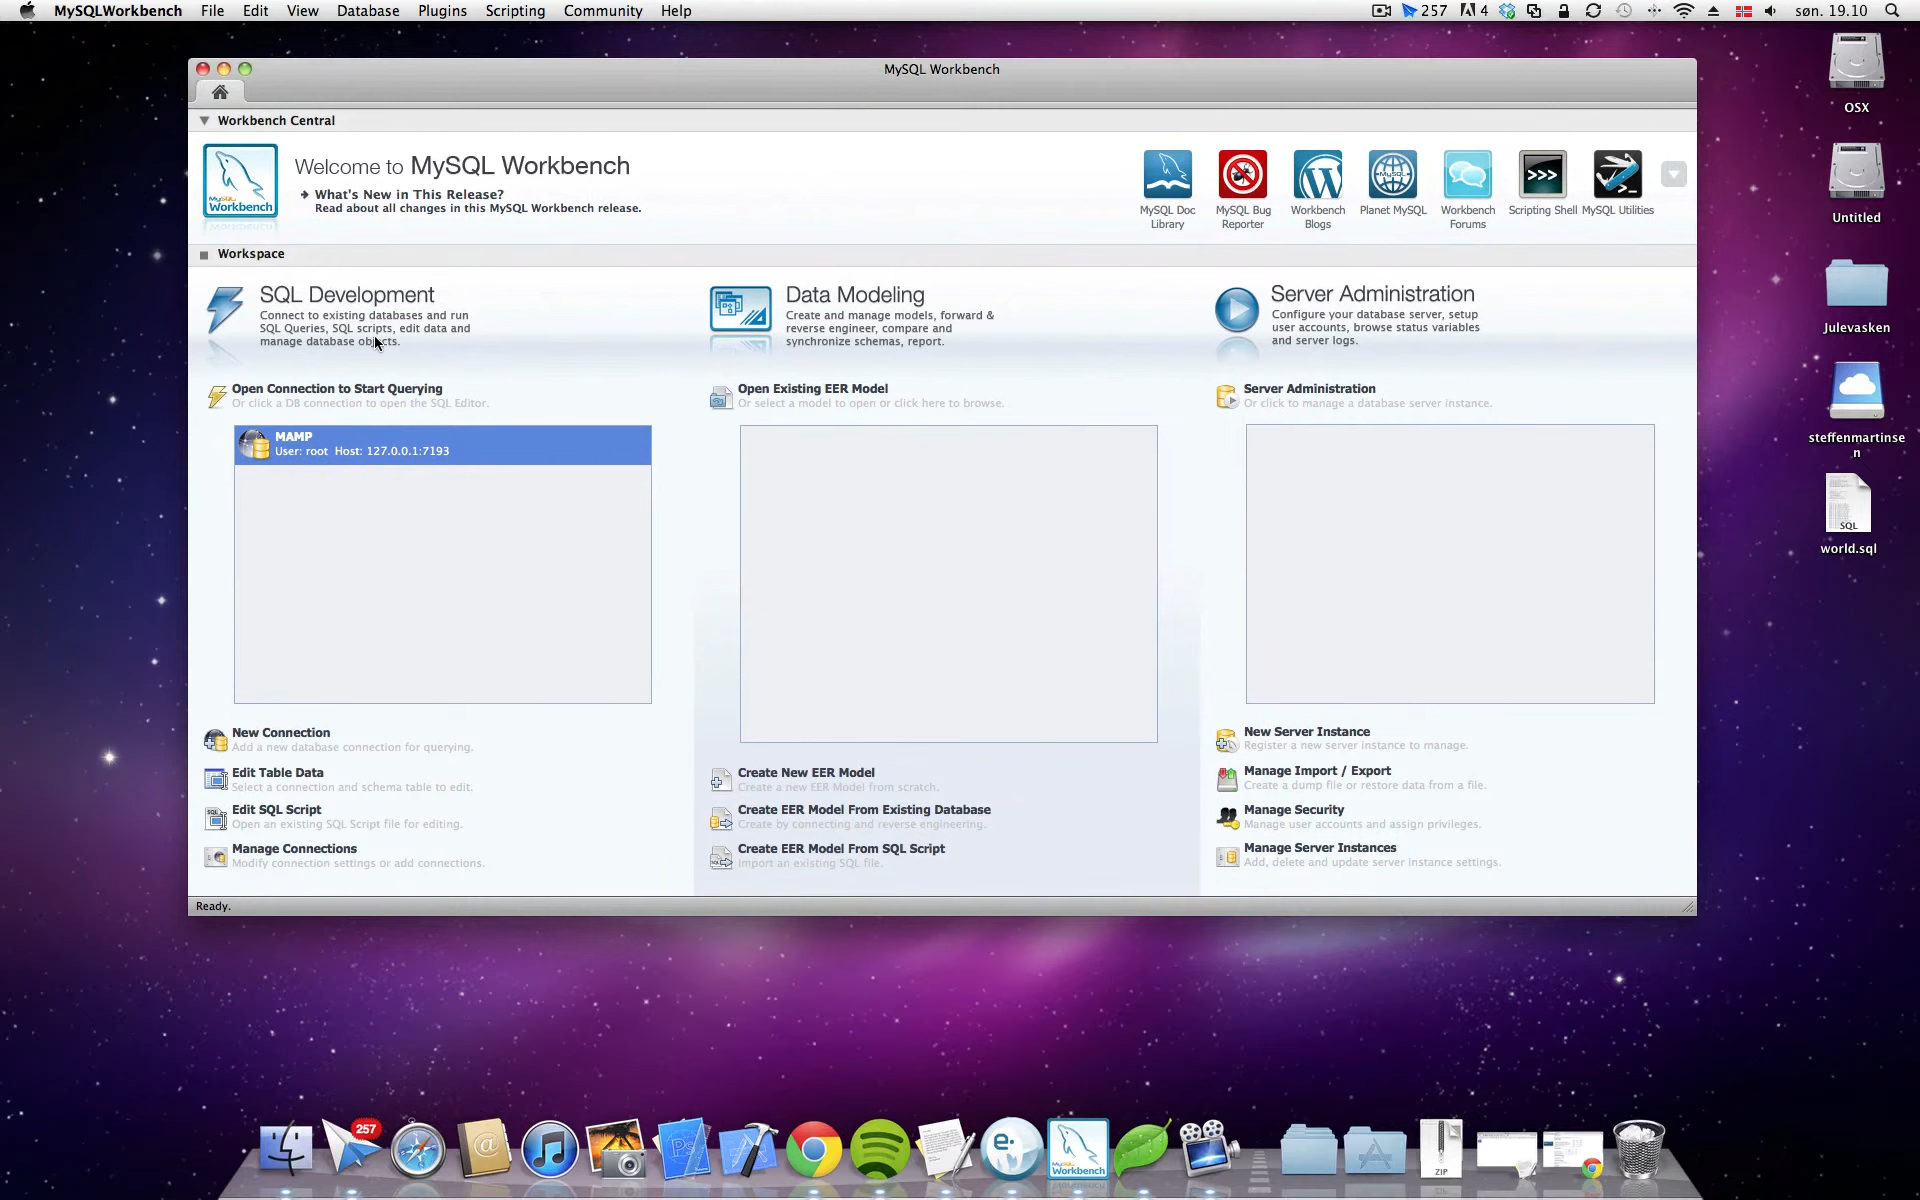 MySQLWorkbench File Edit View Database Plugins Scripting Community Help 257 4 søn. 19.10
MySQL Workbench
Workbench Central
Welcome to MySQL Workbench
What's New in This Release?
Read about all changes in this MySQL Workbench release.
MySQL Doc Library
MySQL Bug Reporter
Workbench Blogs
Planet MySQL
Workbench Forums
Scripting Shell
MySQL Utilities
MySQL
Workbench
Workspace
SQL Development
Connect to existing databases and run
SQL Queries, SQL scripts, edit data and
manage database objects.
Open Connection to Start Querying
Or click a DB connection to open the SQL Editor.
MAMP
User: root Host: 127.0.0.1:7193
New Connection
Add a new database connection for querying.
Edit Table Data
Select a connection and schema table to edit.
Edit SQL Script
Open an existing SQL Script file for editing.
Manage Connections
Modify connection settings or add connections.
Data Modeling
Create and manage models, forward &
reverse engineer, compare and
synchronize schemas, report.
Open Existing EER Model
Or select a model to open or click here to browse.
Create New EER Model
Create a new EER Model from scratch.
Create EER Model From Existing Database
Create by connecting and reverse engineering.
Create EER Model From SQL Script
Import an existing SQL file.
Server Administration
Configure your database server, setup
user accounts, browse status variables
and server logs.
Server Administration
Or click to manage a database server instance.
New Server Instance
Register a new server instance to manage.
Manage Import / Export
Create a dump file or restore data from a file.
Manage Security
Manage user accounts and assign privileges.
Manage Server Instances
Add, delete and update server instance settings.
Ready.
OSX
Untitled
Julevasken
steffenmartinse
n
SQL
world.sql
257
Ps
MySQL
Workbench
ZIP